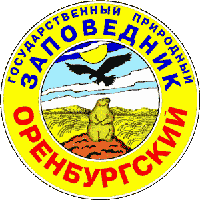 ГОСУДАРСТВЕННЫЙ ПРИРОДНЫЙ
ЗАПОВЕДНИК
ОРЕНБУРГСКИЙ